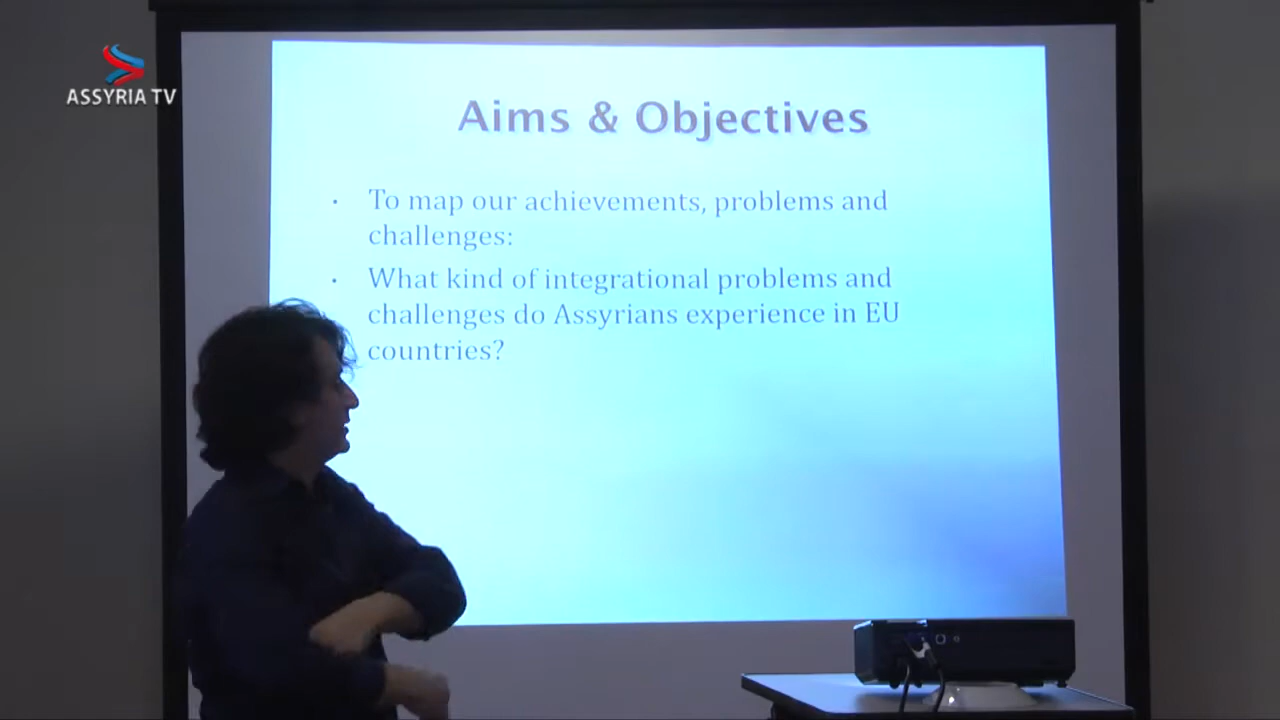 ASSYRIA TV
Aims & Objectives
• To map our achievements, problems and
challenges:
• What kind of integrational problems and
challenges do Assyrians experience in EU
countries?